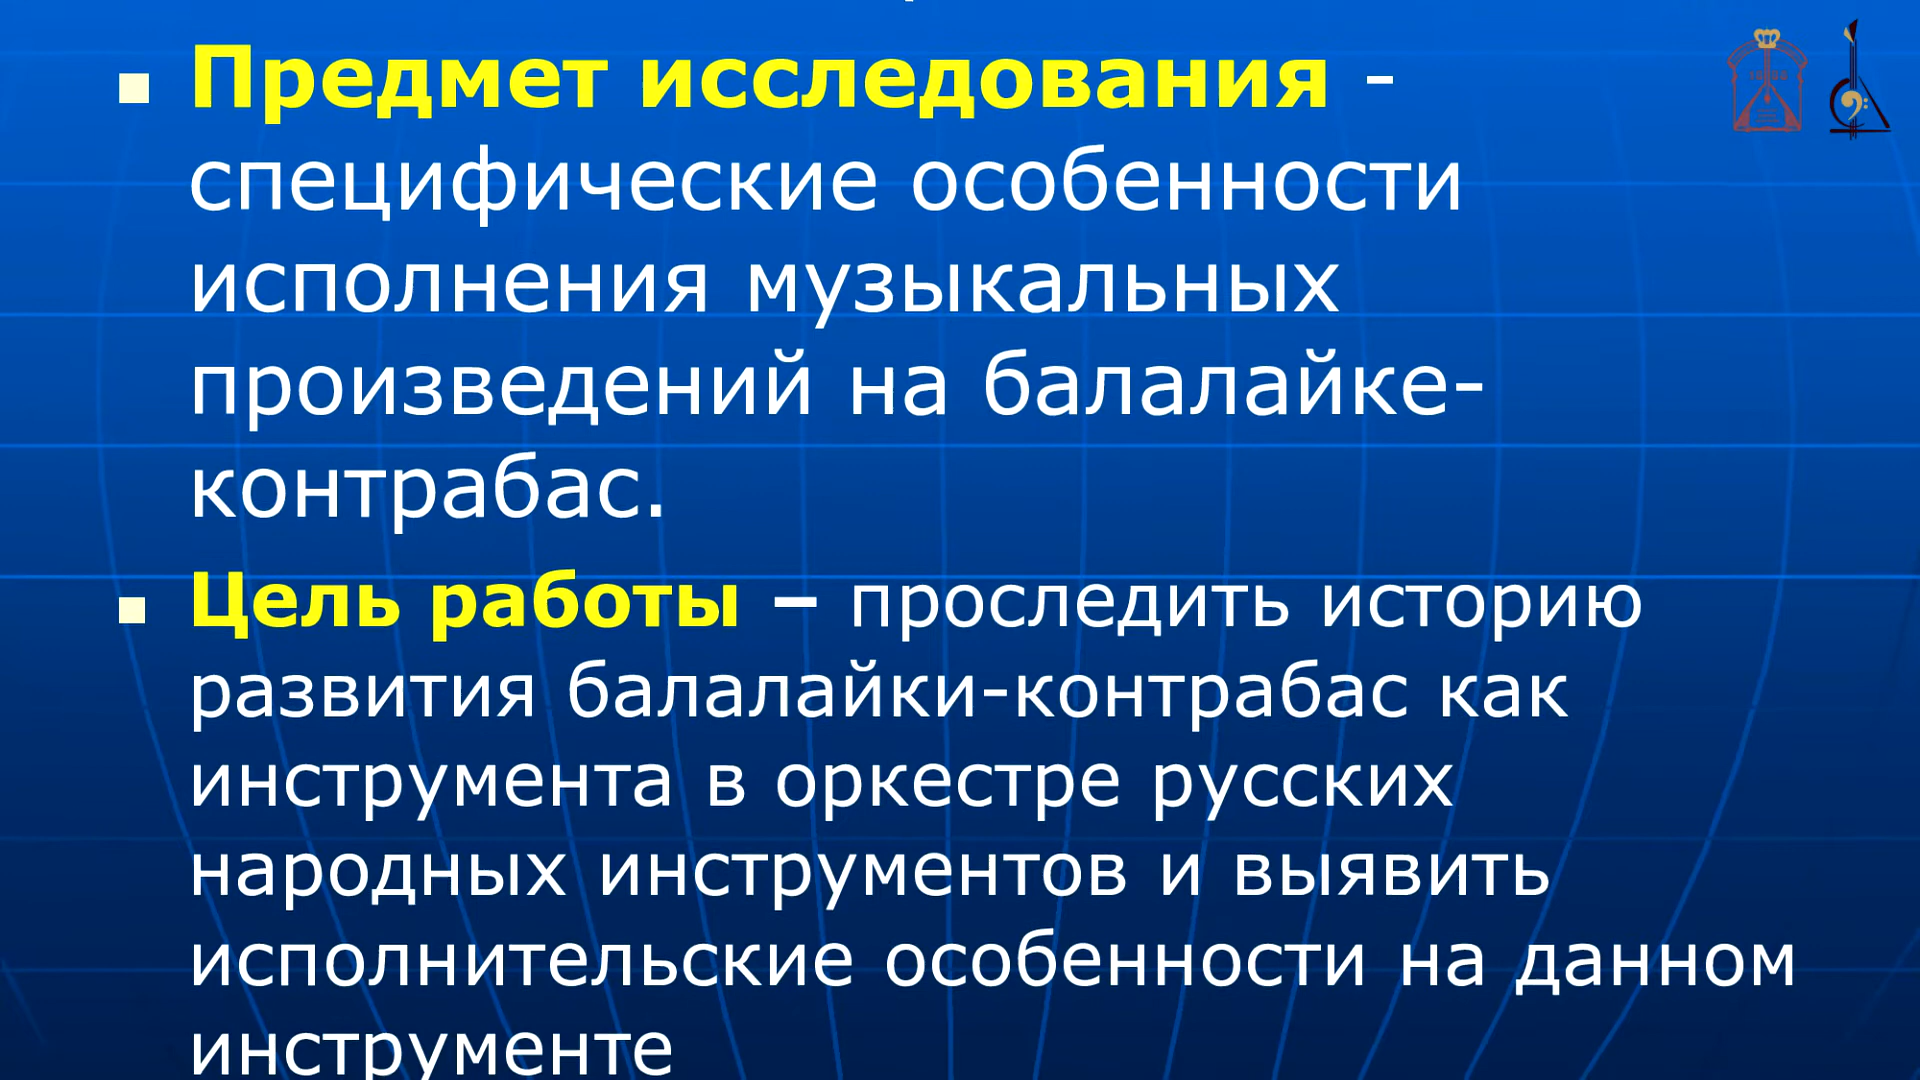 Предмет исследования -
специфические особенности
исполнения музыкальных
произведений на балалайке-
контрабас.
Цель работы – проследить историю
развития балалайки-контрабас как
инструмента в оркестре русских
народных инструментов и выявить
исполнительские особенности на данном
инструменте